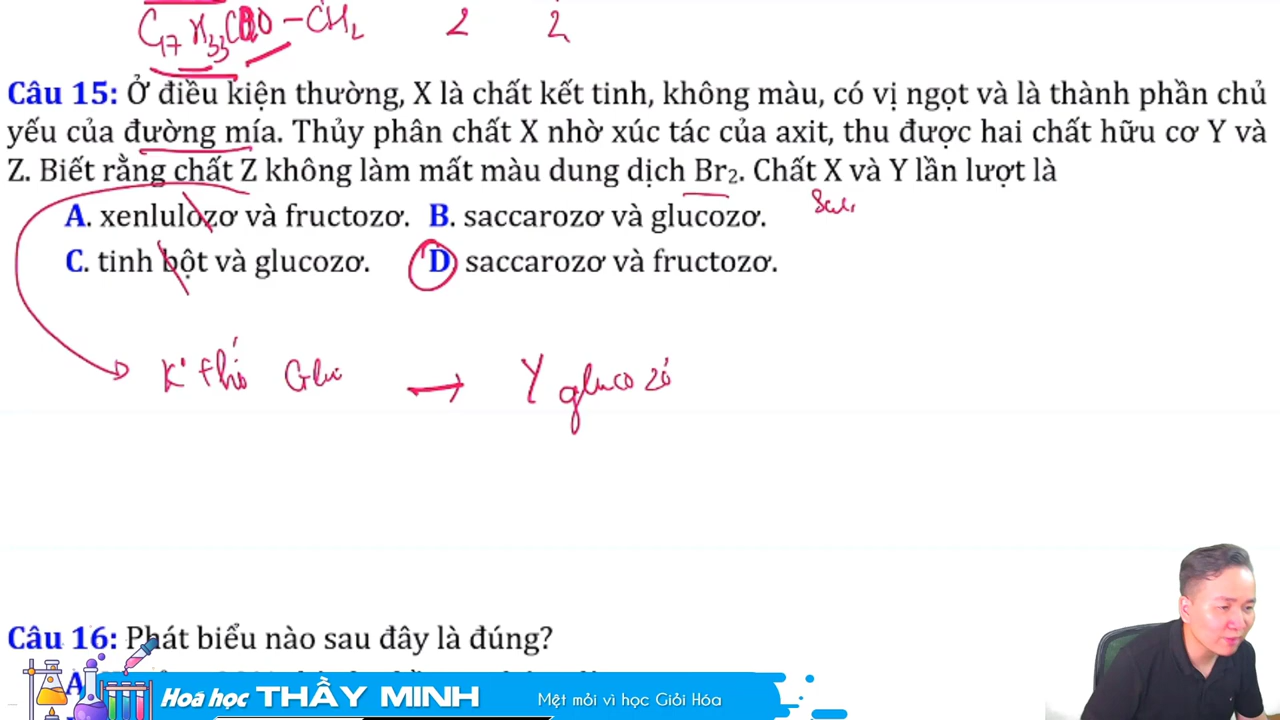 C17H33COO – CH2 2 2
Câu 15: Ở điều kiện thường, X là chất kết tinh, không màu, có vị ngọt và là thành phần chủ
yếu của đường mía. Thủy phân chất X nhờ xúc tác của axit, thu được hai chất hữu cơ Y và
Z. Biết rằng chất Z không làm mất màu dung dịch Br2. Chất X và Y lần lượt là
A. xenlulozơ và fructozơ. B. saccarozơ và glucozơ.
C. tinh bột và glucozơ. D. saccarozơ và fructozơ.
Glu → Y glucozơ
Câu 16: Phát biểu nào sau đây là đúng?
A
Hoá học THẦY MINH Mệt mỏi vì học Giỏi Hóa